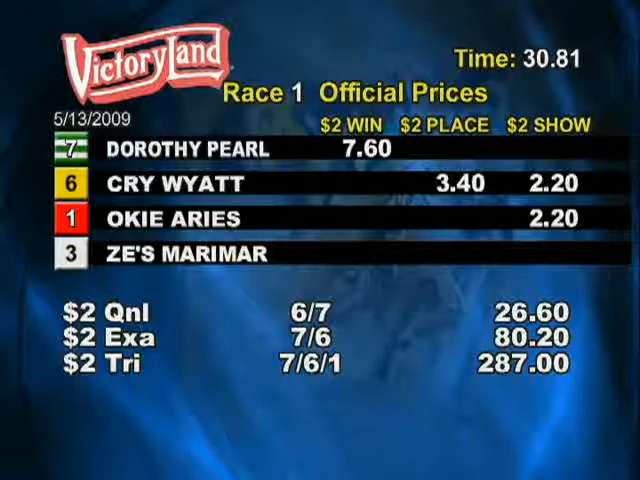 VictoryLand
Time: 30.81
Race 1 Official Prices
5/13/2009
$2 WIN $2 PLACE $2 SHOW
7 DOROTHY PEARL 7.60
6 CRY WYATT 3.40 2.20
1 OKIE ARIES 2.20
3 ZE'S MARIMAR
$2 Qnl 6/7 26.60
$2 Exa 7/6 80.20
$2 Tri 7/6/1 287.00